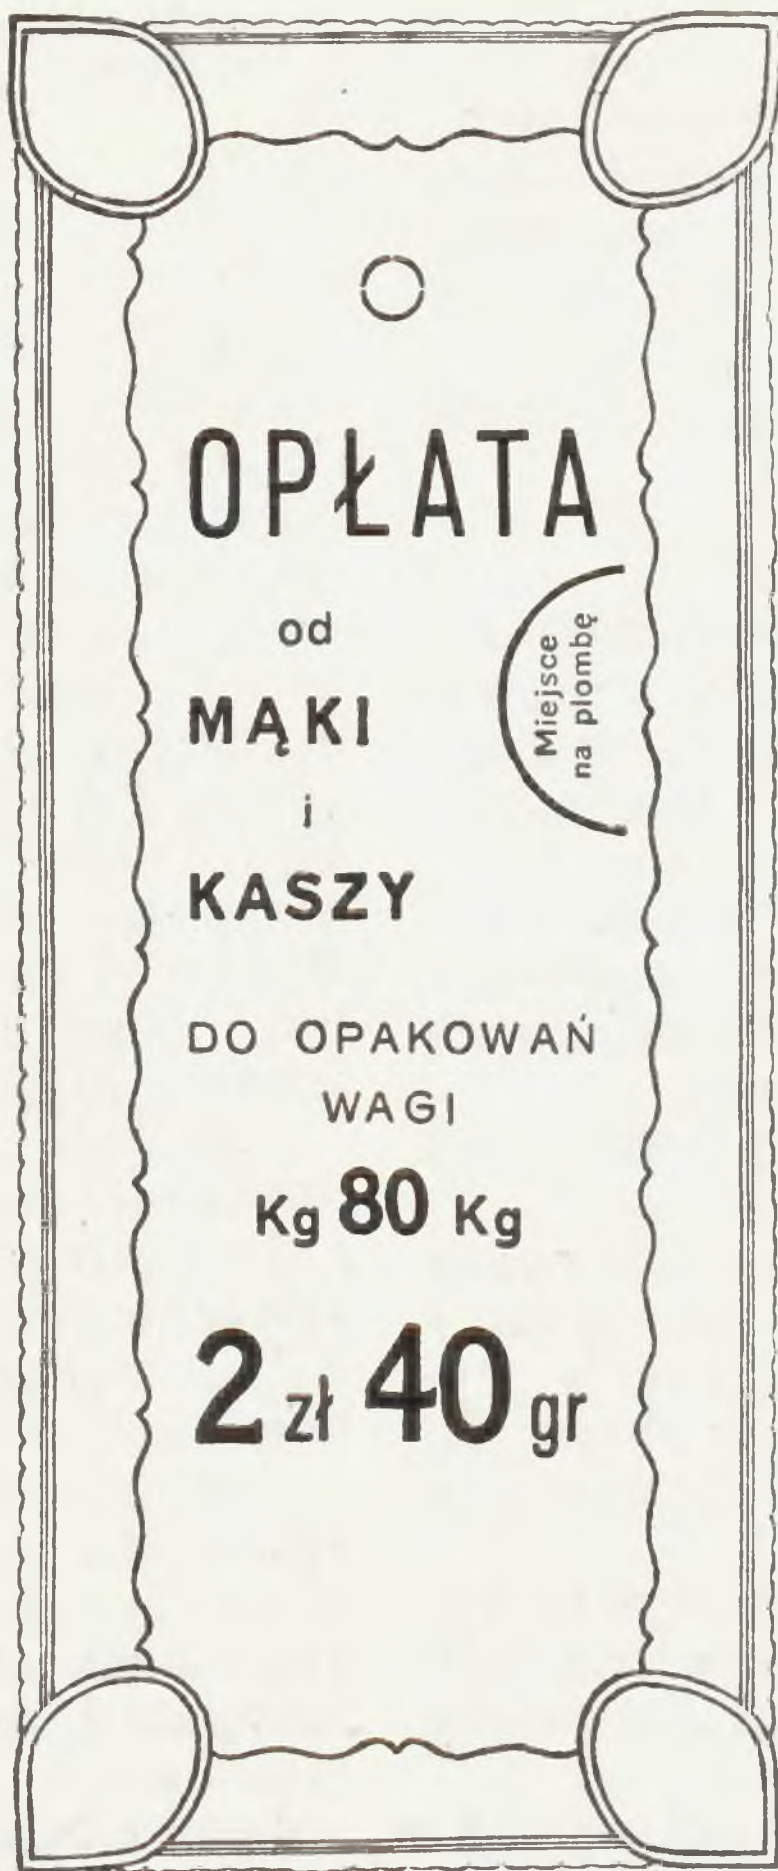 OPŁATA
od
MĄKI
i
KASZY
Miejsce
na plombę
DO OPAKOWAŃ
WAGI
Kg 80 Kg
2 zł 40 gr